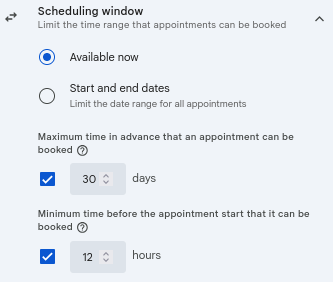 Scheduling window
Limit the time range that appointments can be booked
Available now
Start and end dates
Limit the date range for all appointments
Maximum time in advance that an appointment can be
booked
30 days
Minimum time before the appointment start that it can be
booked
12 hours